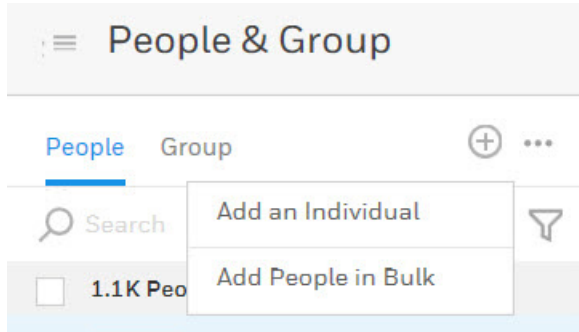 People & Group
People Group
Search
Add an Individual
Add People in Bulk
1.1K Peo